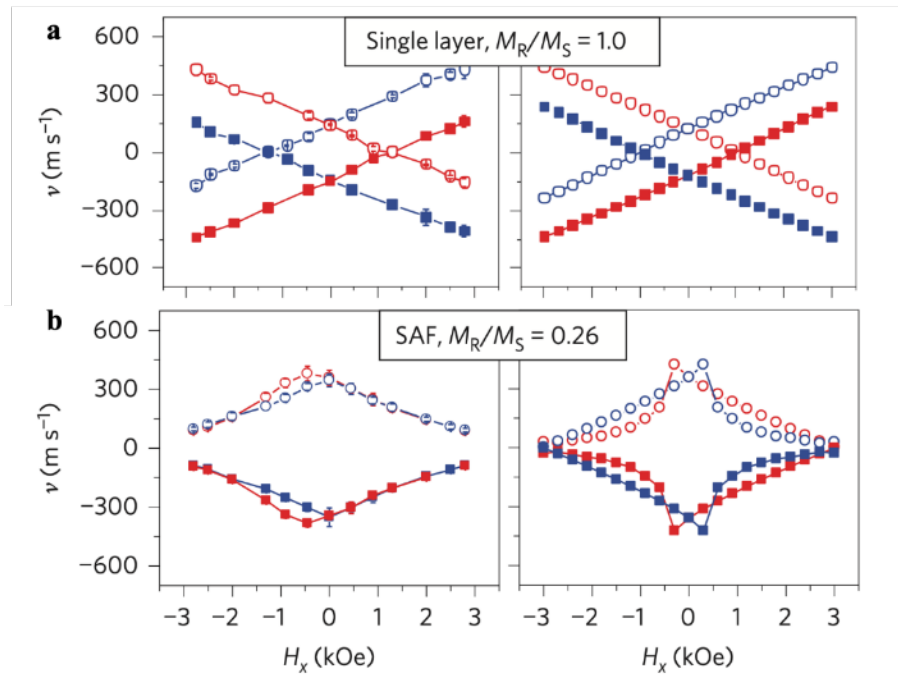 a
Single layer, M_R/M_S = 1.0
600
300
0
−300
−600
ν (m s⁻¹)
b
SAF, M_R/M_S = 0.26
600
300
0
−300
−600
ν (m s⁻¹)
−3 −2 −1 0 1 2 3 −3 −2 −1 0 1 2 3
H_x (kOe) H_x (kOe)